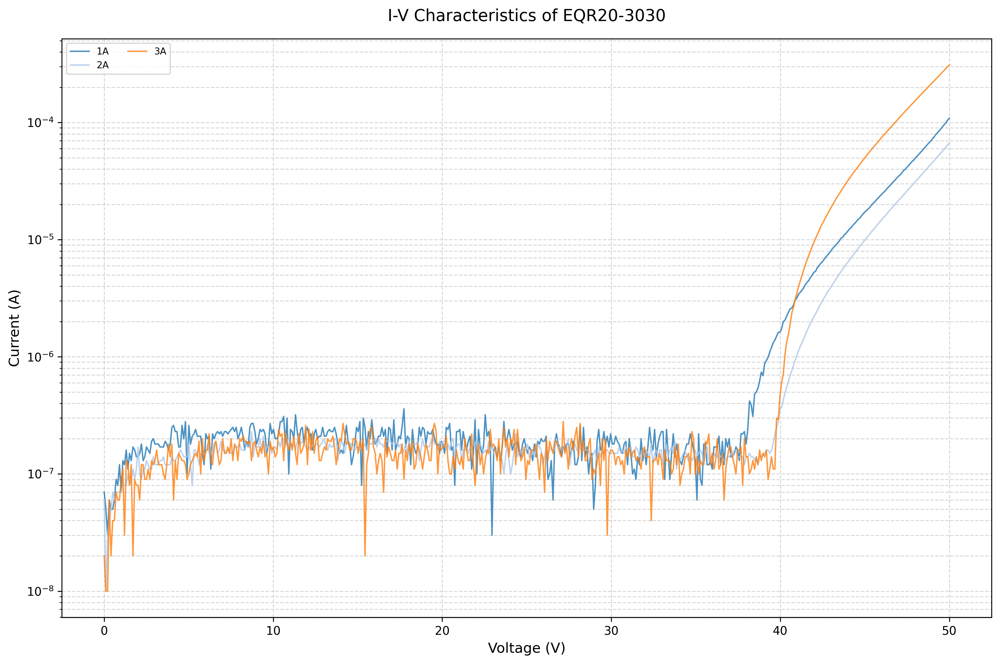 I-V Characteristics of EQR20-3030
1A 3A
2A
Current (A)
10⁻⁴
10⁻⁵
10⁻⁶
10⁻⁷
10⁻⁸
0 10 20 30 40 50
Voltage (V)